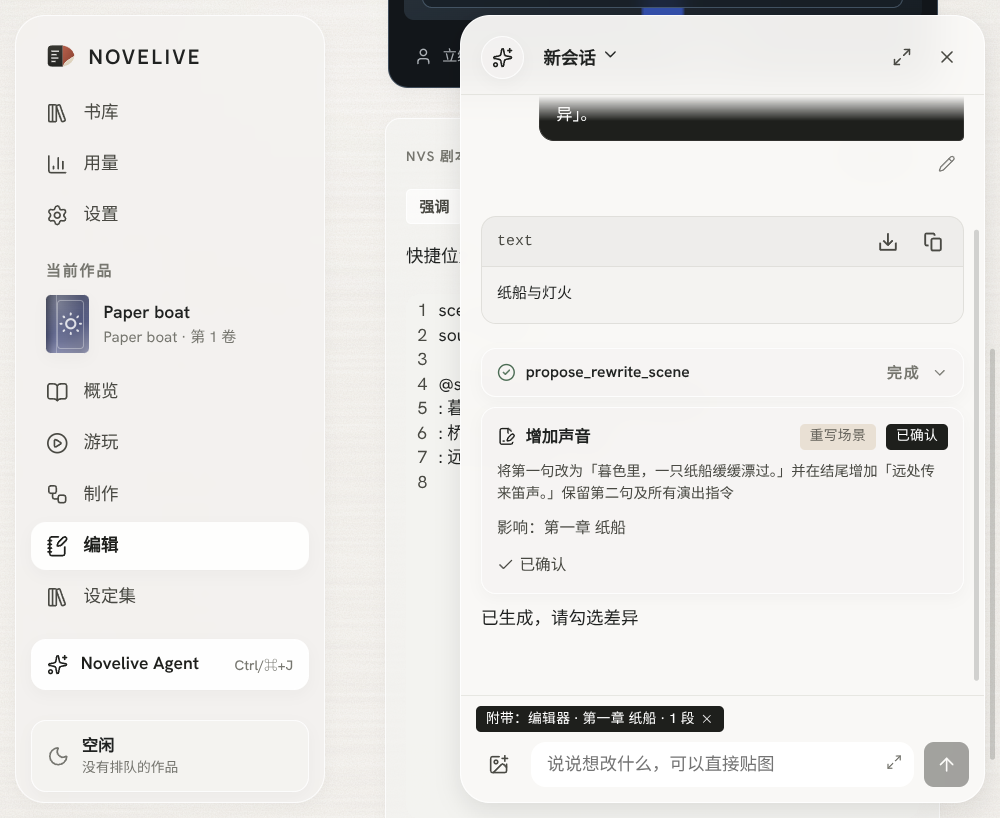 NOVELIVE
书库
用量
设置
当前作品
Paper boat
Paper boat · 第 1 卷
概览
游玩
制作
编辑
设定集
Novelive Agent
Ctrl/⌘+J
空闲
没有排队的作品
立
NVS 剧
强调
快捷位
1 sce
2 sou
3
4 @s
5 : 暮
6 : 桥
7 : 远
8
新会话
异」。
text
纸船与灯火
propose_rewrite_scene
完成
增加声音
重写场景
已确认
将第一句改为「暮色里，一只纸船缓缓漂过。」并在结尾增加「远处传
来笛声。」保留第二句及所有演出指令
影响：第一章 纸船
已确认
已生成，请勾选差异
附带：编辑器 · 第一章 纸船 · 1 段
说说想改什么，可以直接贴图